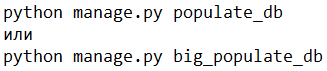 python manage.py populate_db
или
python manage.py big_populate_db